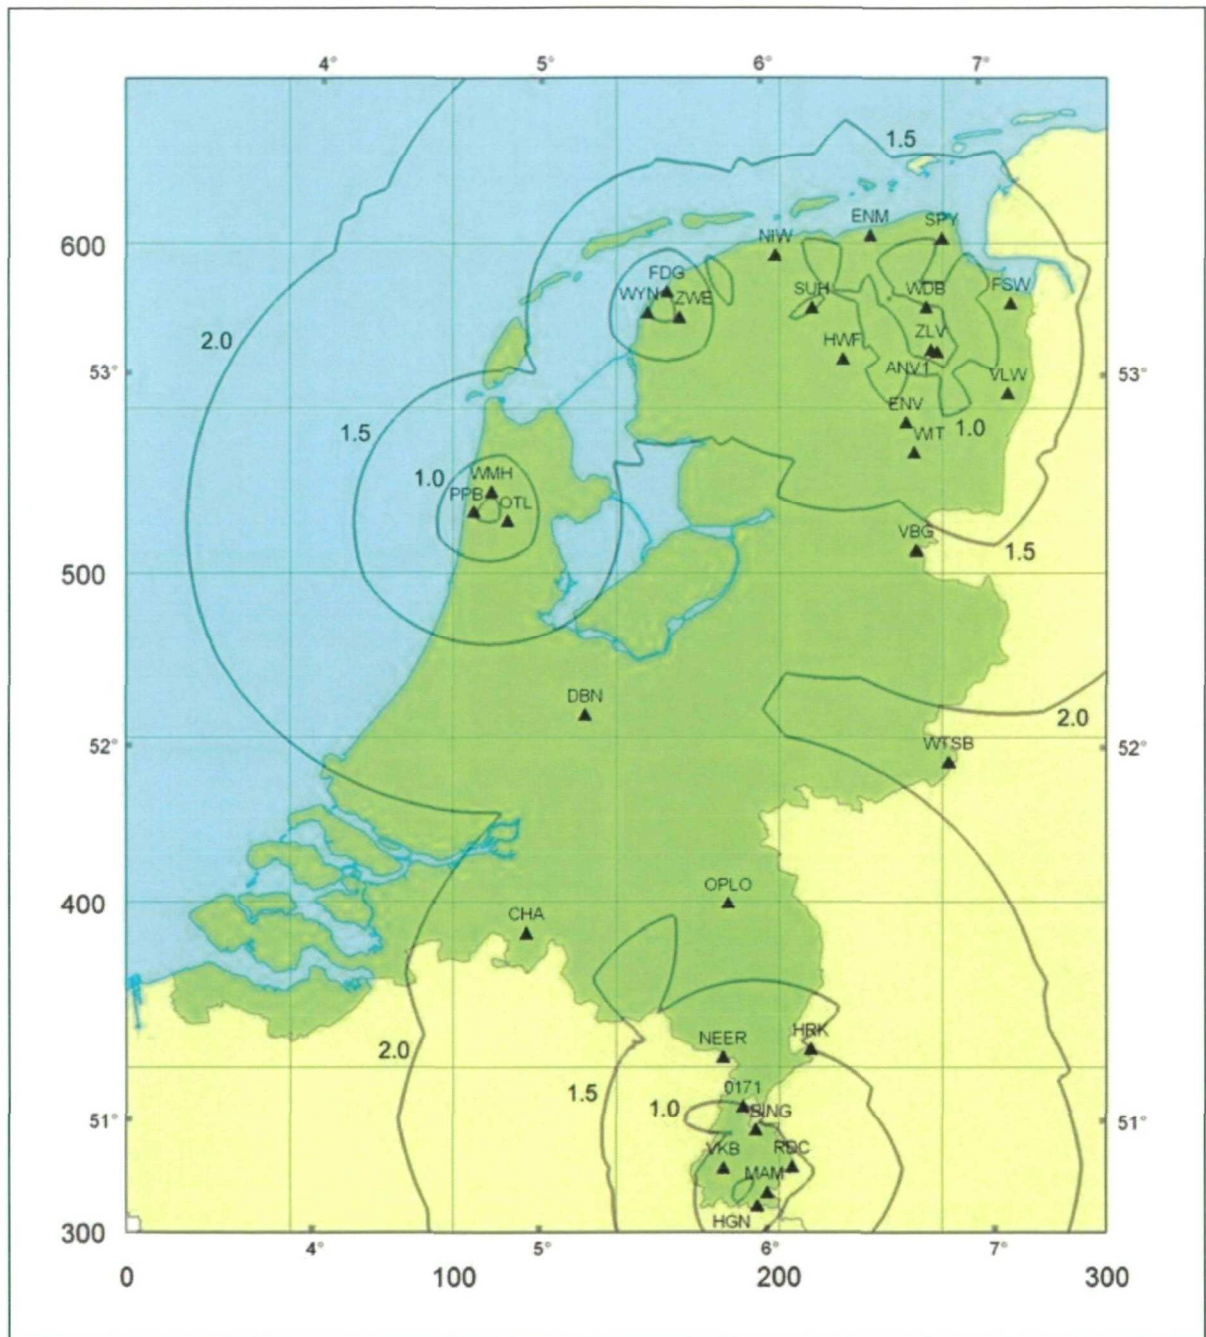 4° 5° 6° 7°
1.5
ENM SPY
600
NIW
FDG
WYN ZWE SUH WDB FSW
2.0
HWF ZLV
53° ANV1 VLW 53°
ENV
1.5 1.0
WIT
1.0 WMH
PPB OTL
VBG
1.5
500
DBN
2.0
52° WTSB 52°
OPLO
400
CHA
HRK
2.0 NEER
1.5
0171
1.0
51° SING 51°
VKB RDC
MAM
HGN
300
4° 5° 6° 7°
0 100 200 300